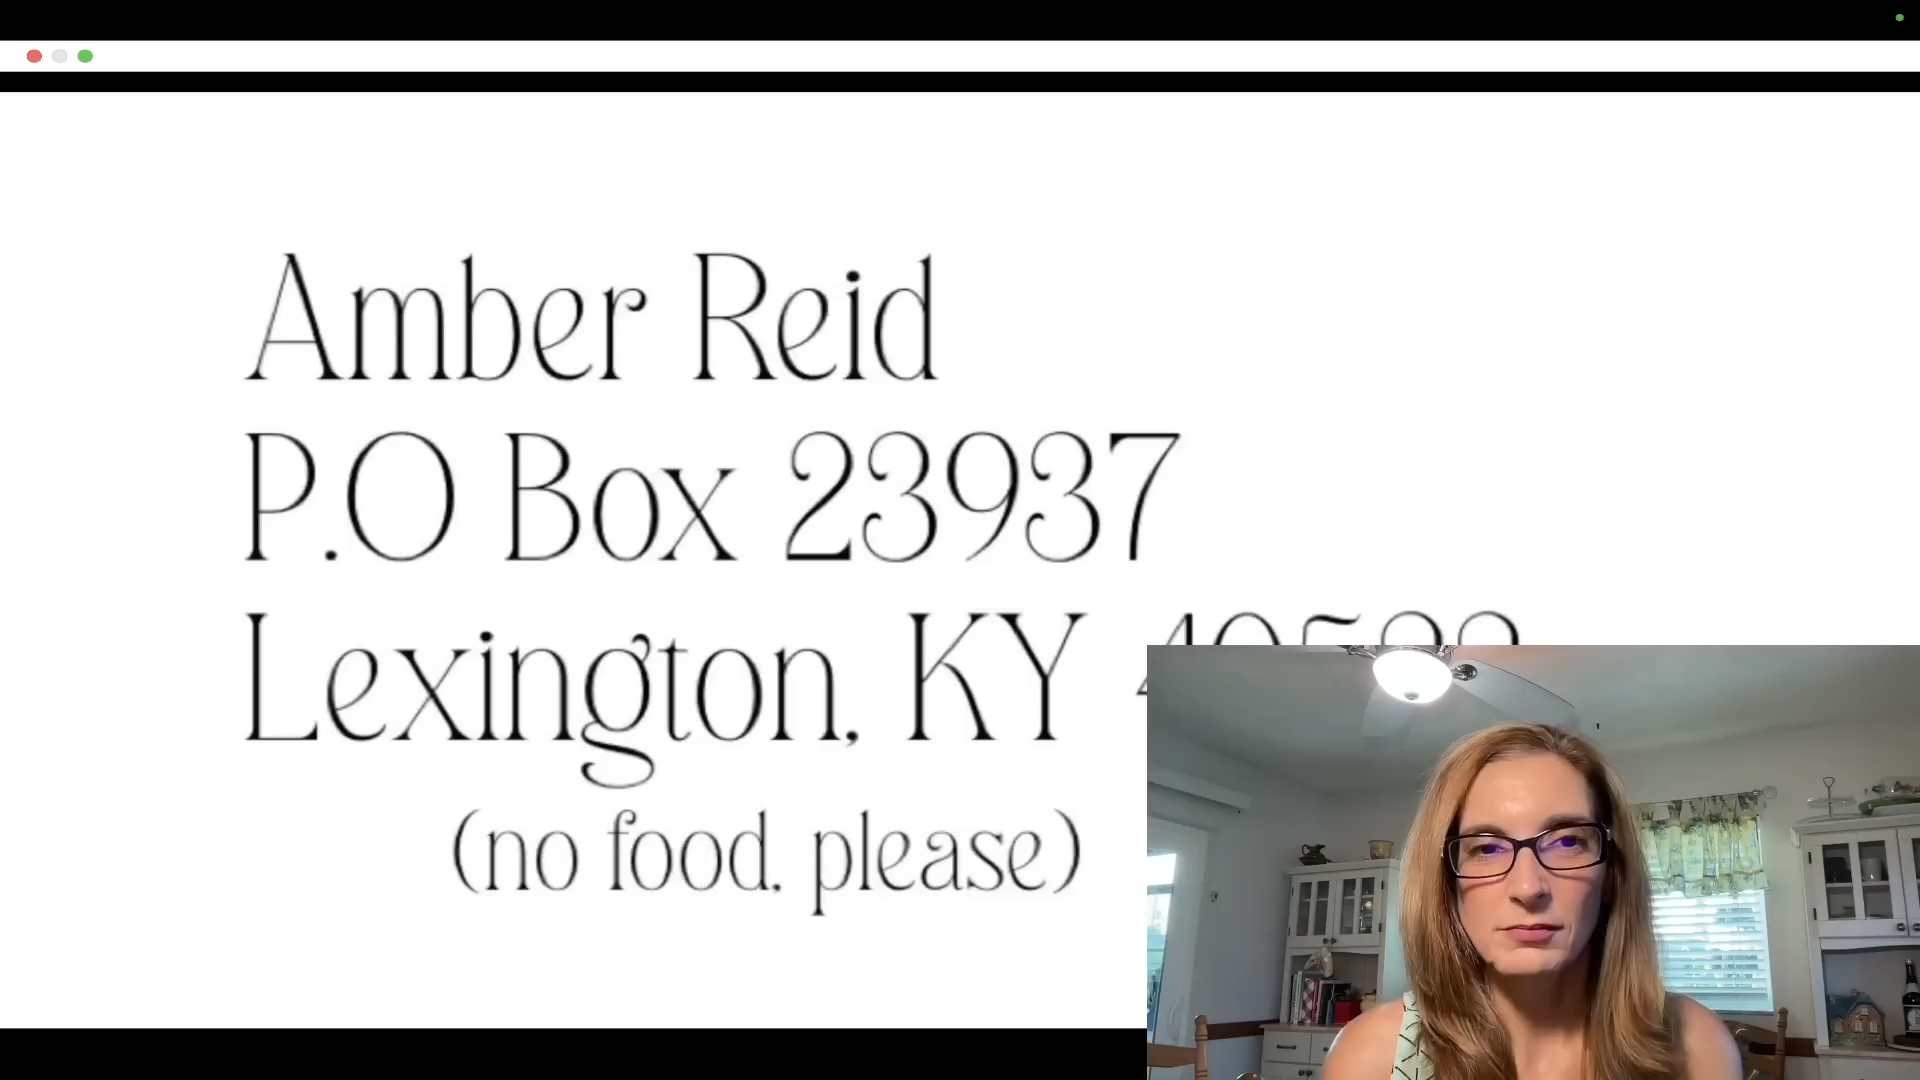 Amber Reid
P.O Box 23937
Lexington, KY
(no food, please)